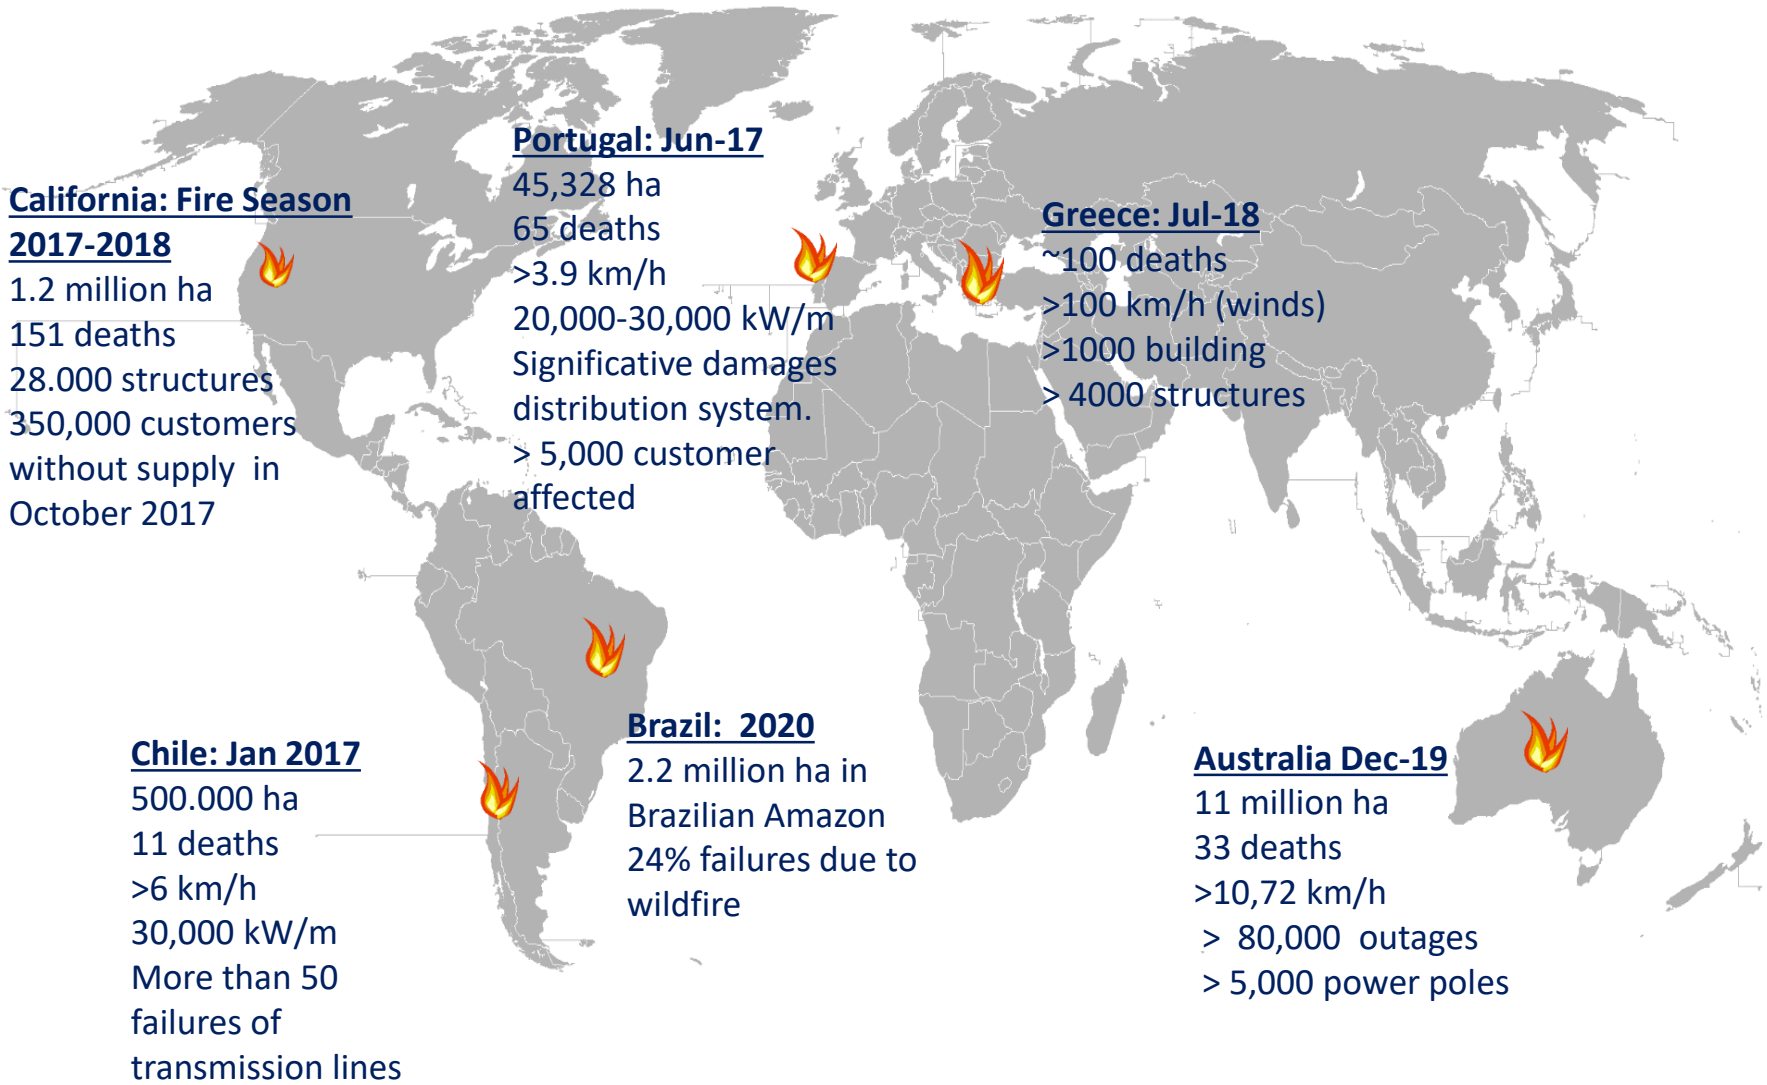 California: Fire Season
2017-2018
1.2 million ha
151 deaths
28.000 structures
350,000 customers
without supply in
October 2017
Portugal: Jun-17
45,328 ha
65 deaths
>3.9 km/h
20,000-30,000 kW/m
Significative damages
distribution system.
> 5,000 customer
affected
Greece: Jul-18
~100 deaths
>100 km/h (winds)
>1000 building
> 4000 structures
Chile: Jan 2017
500.000 ha
11 deaths
>6 km/h
30,000 kW/m
More than 50
failures of
transmission lines
Brazil: 2020
2.2 million ha in
Brazilian Amazon
24% failures due to
wildfire
Australia Dec-19
11 million ha
33 deaths
>10,72 km/h
> 80,000 outages
> 5,000 power poles